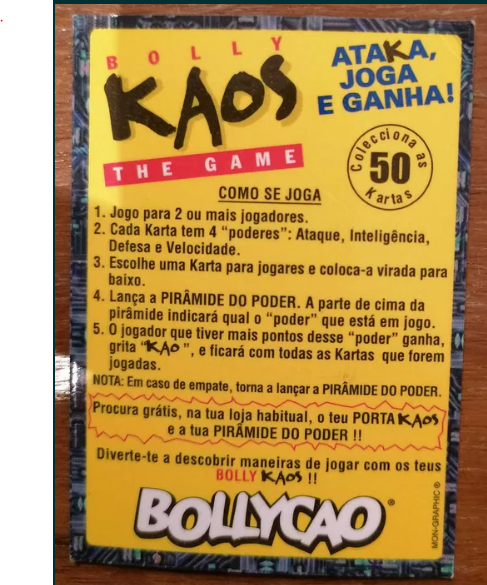 BOLLY
KAOS
THE GAME
ATAKA,
JOGA
E GANHA!
Colecciona as
50
Kartas
COMO SE JOGA
1. Jogo para 2 ou mais jogadores.
2. Cada Karta tem 4 “poderes”: Ataque, Inteligência,
Defesa e Velocidade.
3. Escolhe uma Karta para jogares e coloca-a virada para
baixo.
4. Lança a PIRÂMIDE DO PODER. A parte de cima da
pirâmide indicará qual o “poder” que está em jogo.
5. O jogador que tiver mais pontos desse “poder” ganha,
grita “KAO”, e ficará com todas as Kartas que forem
jogadas.
NOTA: Em caso de empate, torna a lançar a PIRÂMIDE DO PODER.
Procura grátis, na tua loja habitual, o teu PORTA KAOS
e a tua PIRÂMIDE DO PODER !!
Diverte-te a descobrir maneiras de jogar com os teus
BOLLY KAOS !!
BOLLYCAO®
MON-GRAPHIC ®